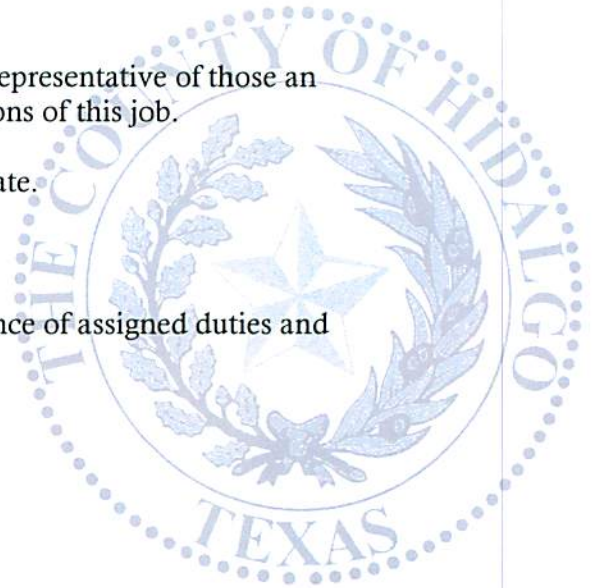 epresentative of those an
ons of this job.
ate.
nce of assigned duties and
THE COUNTY OF HIDALGO
TEXAS